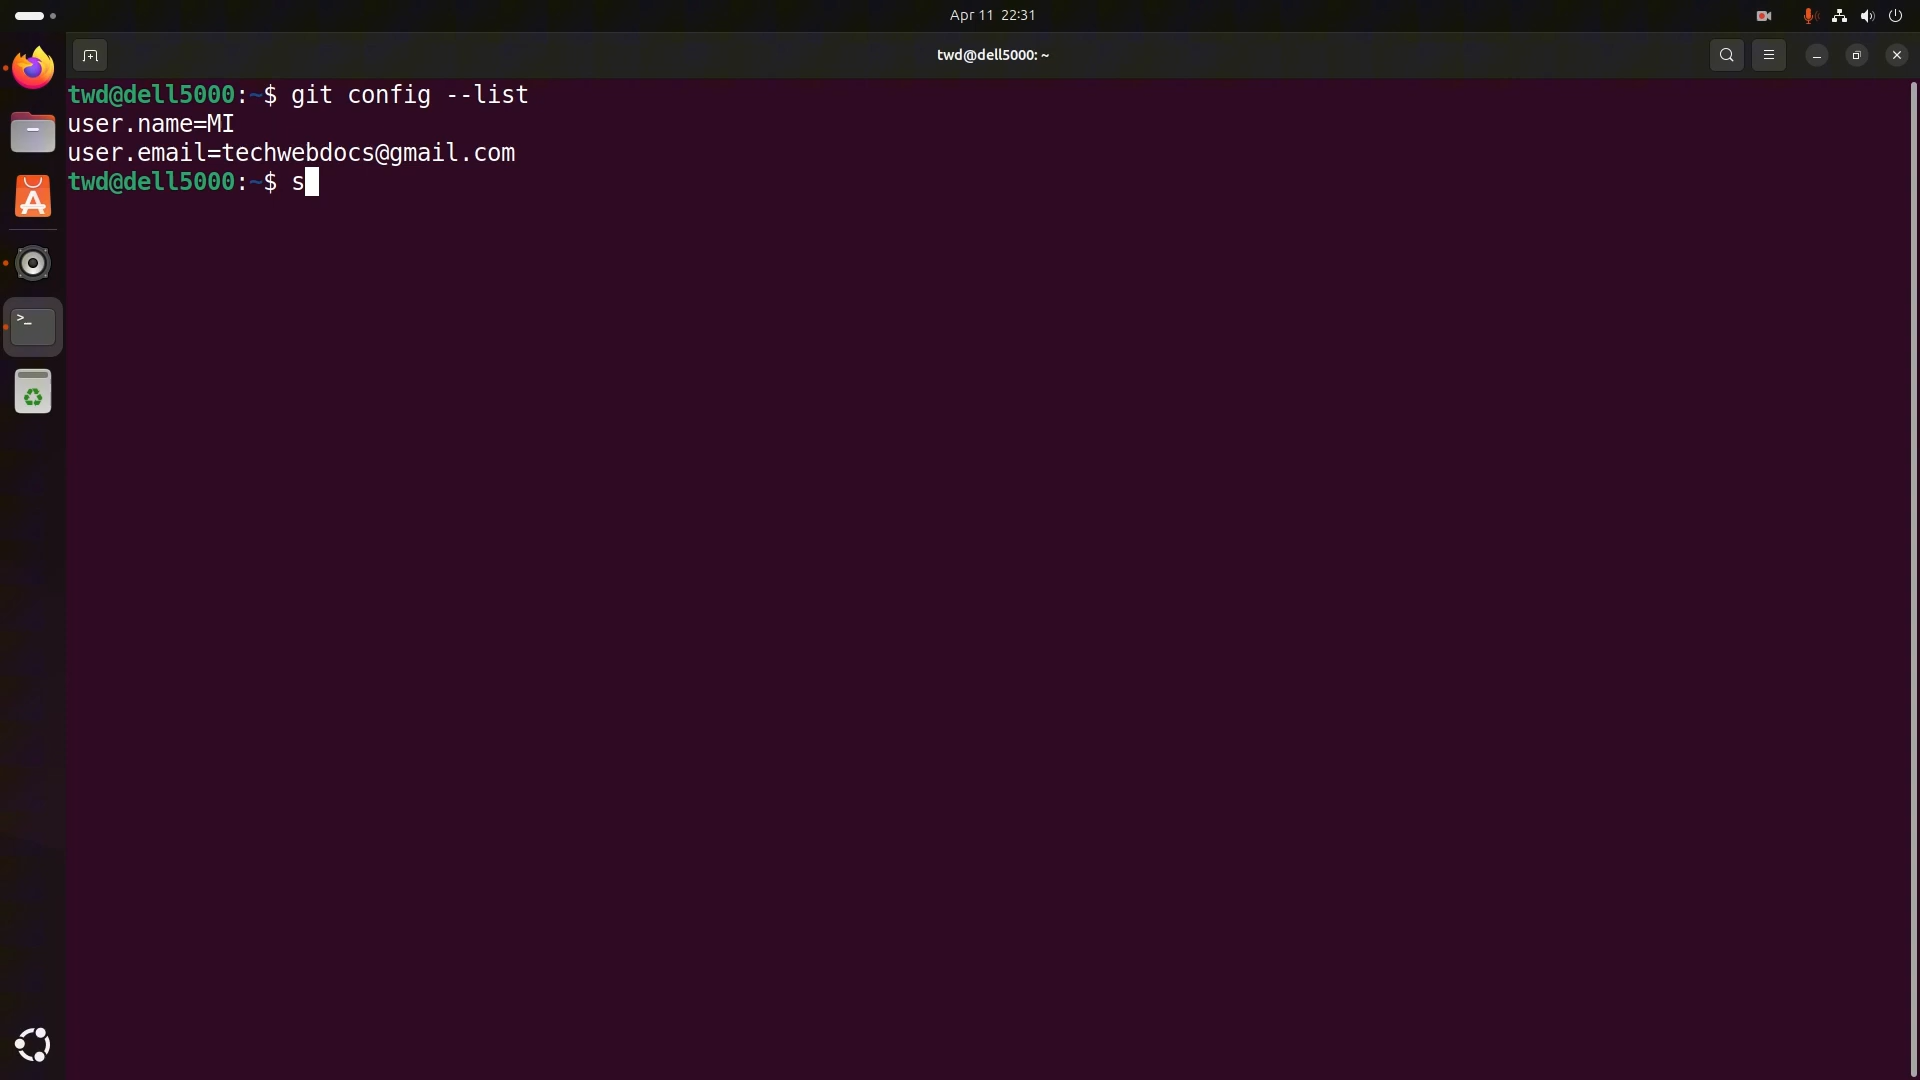 Apr 11 22:31
twd@dell5000: ~
twd@dell5000:~$ git config --list
user.name=MI
user.email=techwebdocs@gmail.com
twd@dell5000:~$ s